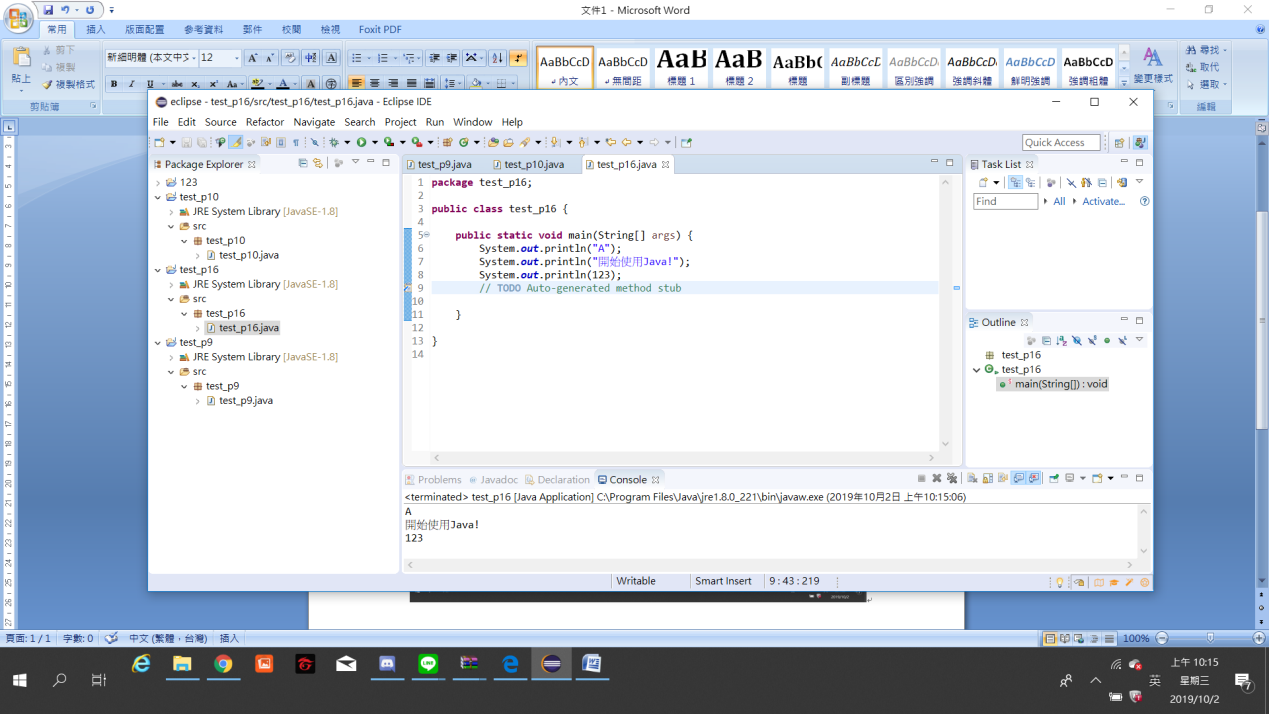 文件1 - Microsoft Word
常用 插入 版面配置 參考資料 郵件 校閱 檢視 Foxit PDF
貼上 剪下 複製 複製格式
剪貼簿
新細明體 (本文中文 12
AaBbCcD AaBbCcD AaB AaB AaBb( AaBbCcL AaBbCcDc AaBbCcDc AaBbCcDc AaBbCcD
內文 無間距 標題 1 標題 2 標題 副標題 區別強調 強調斜體 鮮明強調 強調粗體
變更樣式
尋找 取代 選取
編輯
eclipse - test_p16/src/test_p16/test_p16.java - Eclipse IDE
File Edit Source Refactor Navigate Search Project Run Window Help
Quick Access
Package Explorer
123
test_p10
JRE System Library [JavaSE-1.8]
src
test_p10
test_p10.java
test_p16
JRE System Library [JavaSE-1.8]
src
test_p16
test_p16.java
test_p9
JRE System Library [JavaSE-1.8]
src
test_p9
test_p9.java
test_p9.java test_p10.java test_p16.java
1 package test_p16;
2
3 public class test_p16 {
4
5 public static void main(String[] args) {
6 System.out.println("A");
7 System.out.println("開始使用Java!");
8 System.out.println(123);
9 // TODO Auto-generated method stub
10
11 }
12
13 }
14
Task List
Find All Activate...
Outline
test_p16
test_p16
main(String[]) : void
Problems Javadoc Declaration Console
<terminated> test_p16 [Java Application] C:\Program Files\Java\jre1.8.0_221\bin\javaw.exe (2019年10月2日 上午10:15:06)
A
開始使用Java!
123
Writable Smart Insert 9 : 43 : 219
頁面: 1 / 1 字數: 0 中文 (繁體，台灣) 插入 100%
英
上午 10:15
星期三
2019/10/2
7